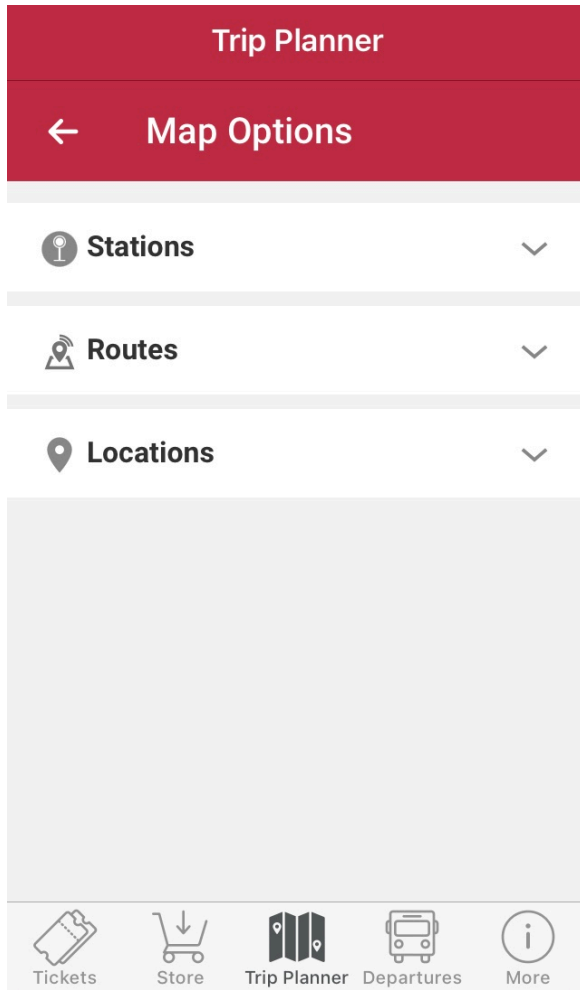 Trip Planner
Map Options
Stations
Routes
Locations
Tickets Store Trip Planner Departures More